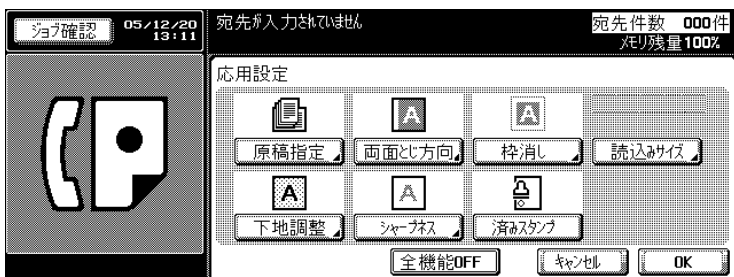 ジョブ確認
05/12/20
13:11
宛先が入力されていません
宛先件数 000件
メモリ残量100%
応用設定
原稿指定
両面とじ方向
枠消し
読込みサイズ
A
A
A
A
下地調整
シャープネス
済みスタンプ
全機能OFF
キャンセル
OK